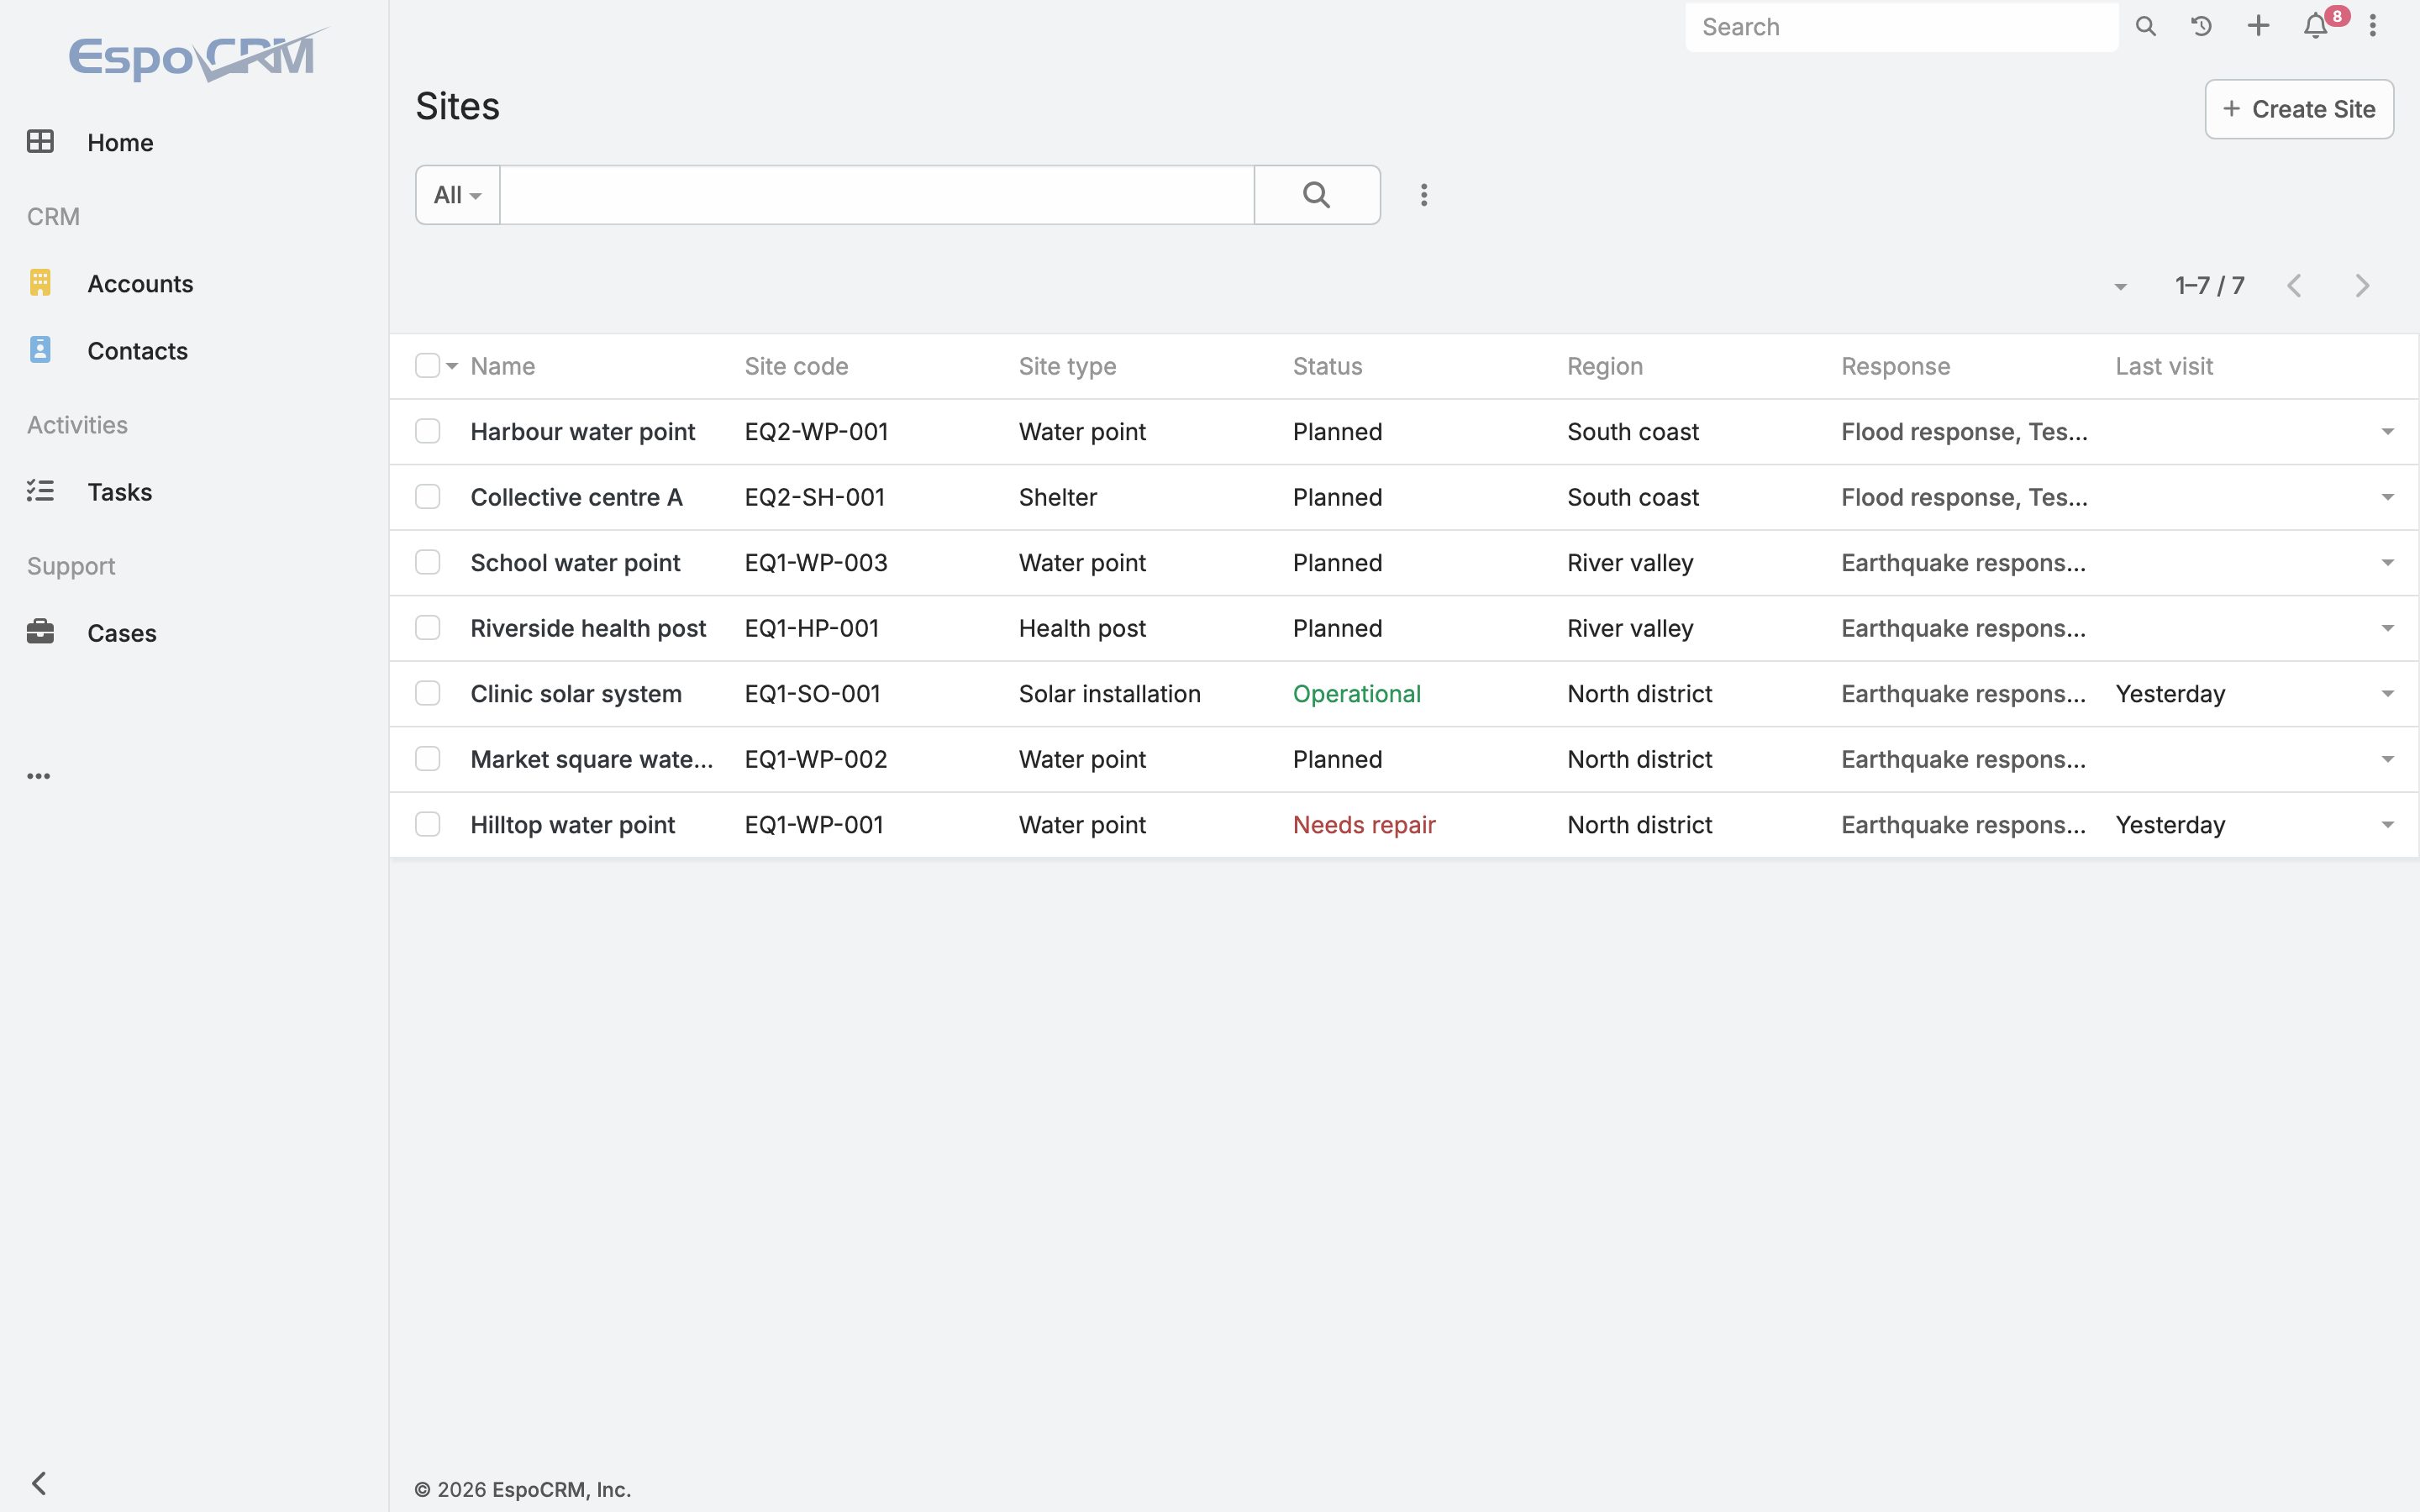 EspoCRM
Search
8
Home
CRM
Accounts
Contacts
Activities
Tasks
Support
Cases
Sites
+ Create Site
All
1–7 / 7
Name Site code Site type Status Region Response Last visit
Harbour water point EQ2-WP-001 Water point Planned South coast Flood response, Tes...
Collective centre A EQ2-SH-001 Shelter Planned South coast Flood response, Tes...
School water point EQ1-WP-003 Water point Planned River valley Earthquake respons...
Riverside health post EQ1-HP-001 Health post Planned River valley Earthquake respons...
Clinic solar system EQ1-SO-001 Solar installation Operational North district Earthquake respons... Yesterday
Market square wate... EQ1-WP-002 Water point Planned North district Earthquake respons...
Hilltop water point EQ1-WP-001 Water point Needs repair North district Earthquake respons... Yesterday
© 2026 EspoCRM, Inc.